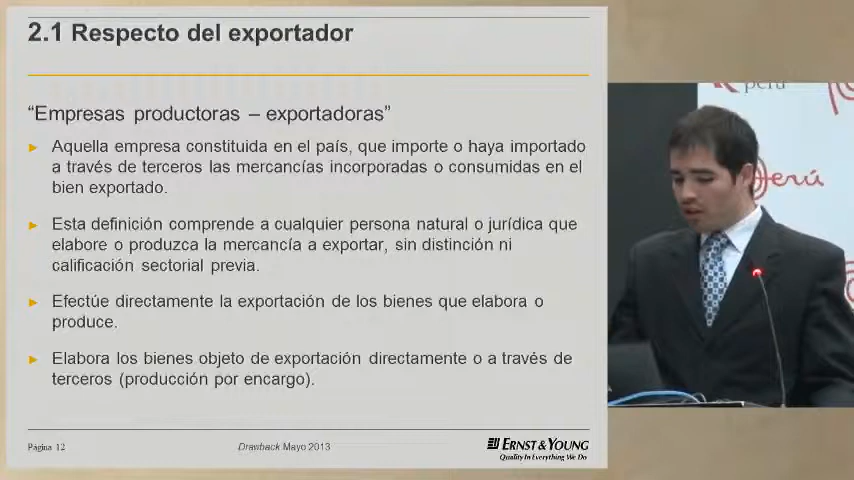 2.1 Respecto del exportador
“Empresas productoras – exportadoras”
Aquella empresa constituida en el país, que importe o haya importado
a través de terceros las mercancías incorporadas o consumidas en el
bien exportado.
Esta definición comprende a cualquier persona natural o jurídica que
elabore o produzca la mercancía a exportar, sin distinción ni
calificación sectorial previa.
Efectúe directamente la exportación de los bienes que elabora o
produce.
Elabora los bienes objeto de exportación directamente o a través de
terceros (producción por encargo).
Página 12
Drawback Mayo 2013
ERNST & YOUNG
Quality In Everything We Do
perú
Perú